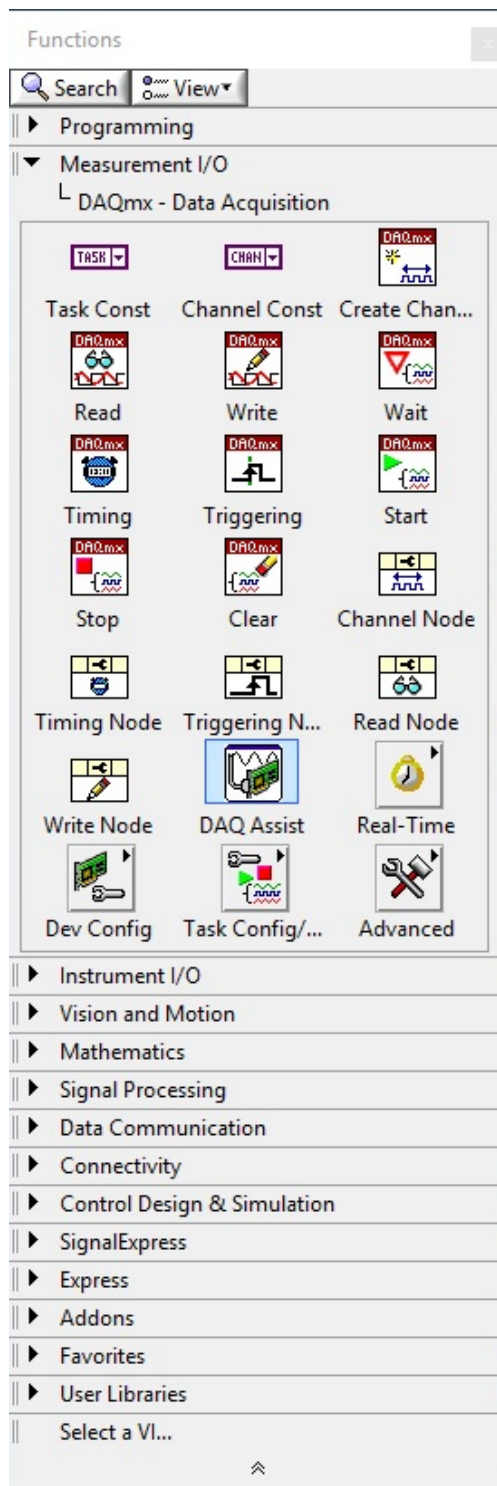 Functions
Search View
Programming
Measurement I/O
DAQmx - Data Acquisition
TASK CHAN DAQmx
Task Const Channel Const Create Chan...
DAQmx DAQmx DAQmx
Read Write Wait
DAQmx DAQmx DAQmx
Timing Triggering Start
DAQmx DAQmx
Stop Clear Channel Node
Timing Node Triggering N... Read Node
Write Node DAQ Assist Real-Time
Dev Config Task Config/... Advanced
Instrument I/O
Vision and Motion
Mathematics
Signal Processing
Data Communication
Connectivity
Control Design & Simulation
SignalExpress
Express
Addons
Favorites
User Libraries
Select a VI...